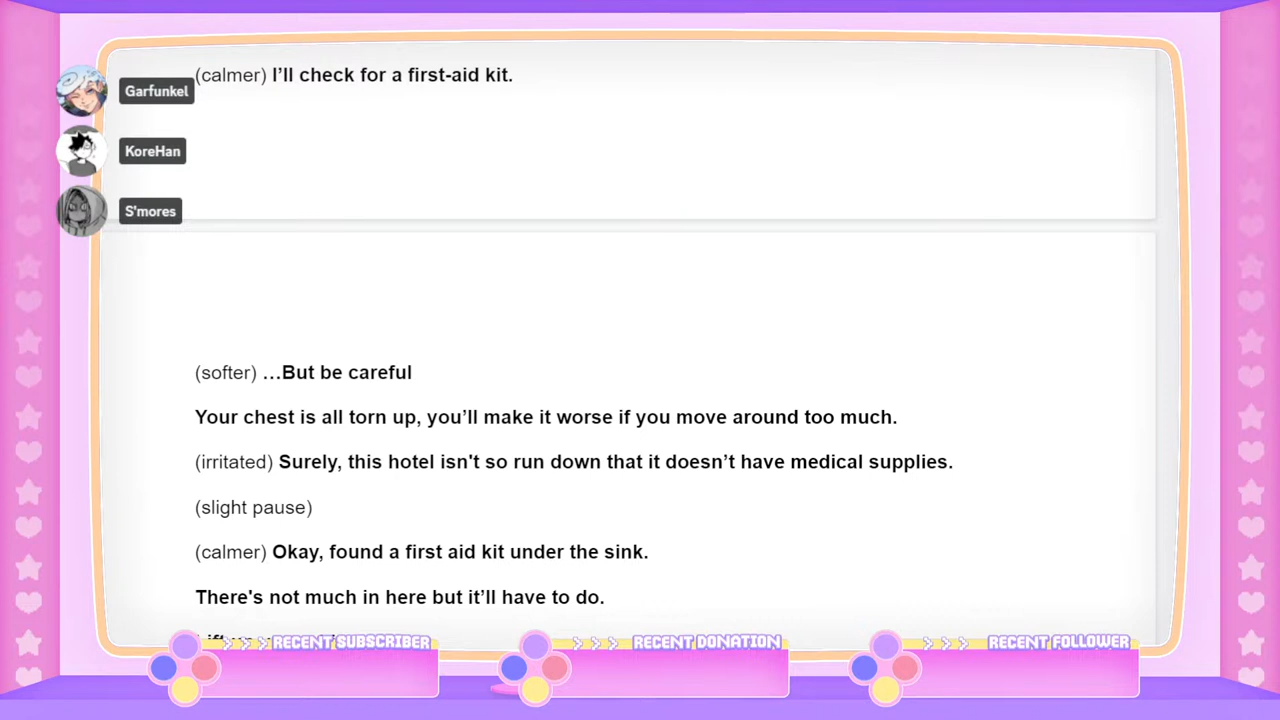 (calmer) I’ll check for a first-aid kit.
Garfunkel
KoreHan
S'mores
(softer) …But be careful
Your chest is all torn up, you’ll make it worse if you move around too much.
(irritated) Surely, this hotel isn't so run down that it doesn’t have medical supplies.
(slight pause)
(calmer) Okay, found a first aid kit under the sink.
There's not much in here but it’ll have to do.
> > > RECENT SUBSCRIBER
> > > RECENT DONATION
> > > RECENT FOLLOWER